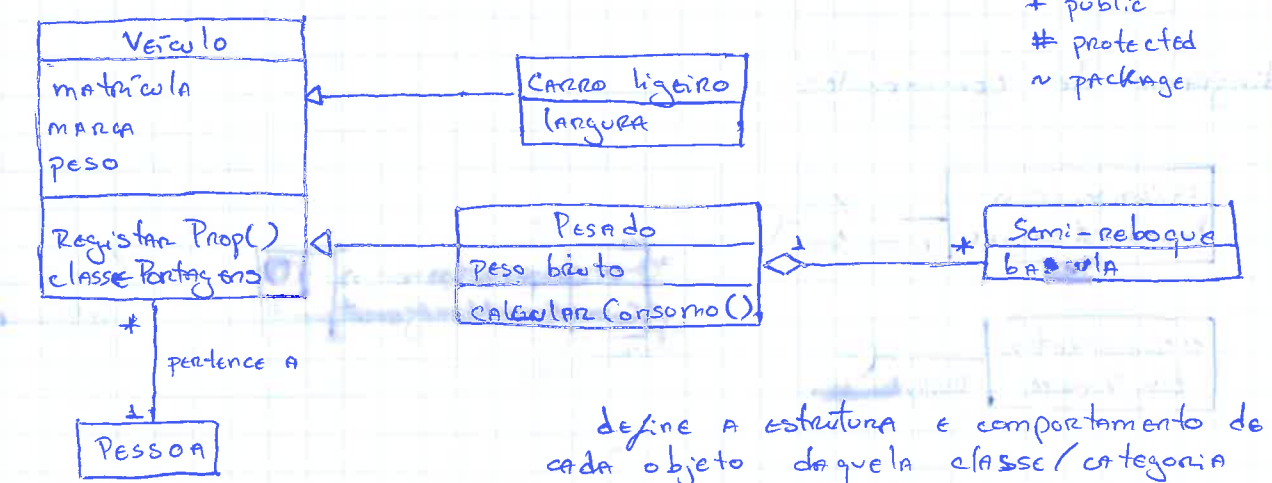 + public
# protected
~ package
Veículo
matrícula
marca
peso
Registar Prop()
classe Portagens
Carro ligeiro
largura
Pesado
peso bruto
calcular Consumo()
1
*
Semi-reboque
*
pertence a
1
Pessoa
define a estrutura e comportamento de
cada objeto daquela classe/categoria